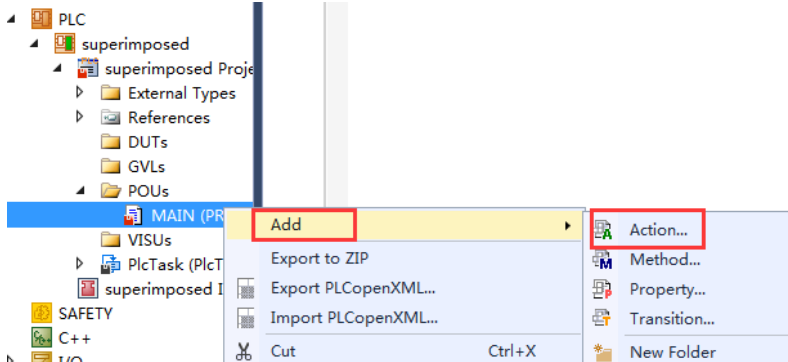 PLC
superimposed
superimposed Proje
External Types
References
DUTs
GVLs
POUs
MAIN (PR
VISUs
PlcTask (PlcT
superimposed I
SAFETY
C++
I/O
Add
Export to ZIP
Export PLCopenXML...
Import PLCopenXML...
Cut Ctrl+X
Action...
Method...
Property...
Transition...
New Folder